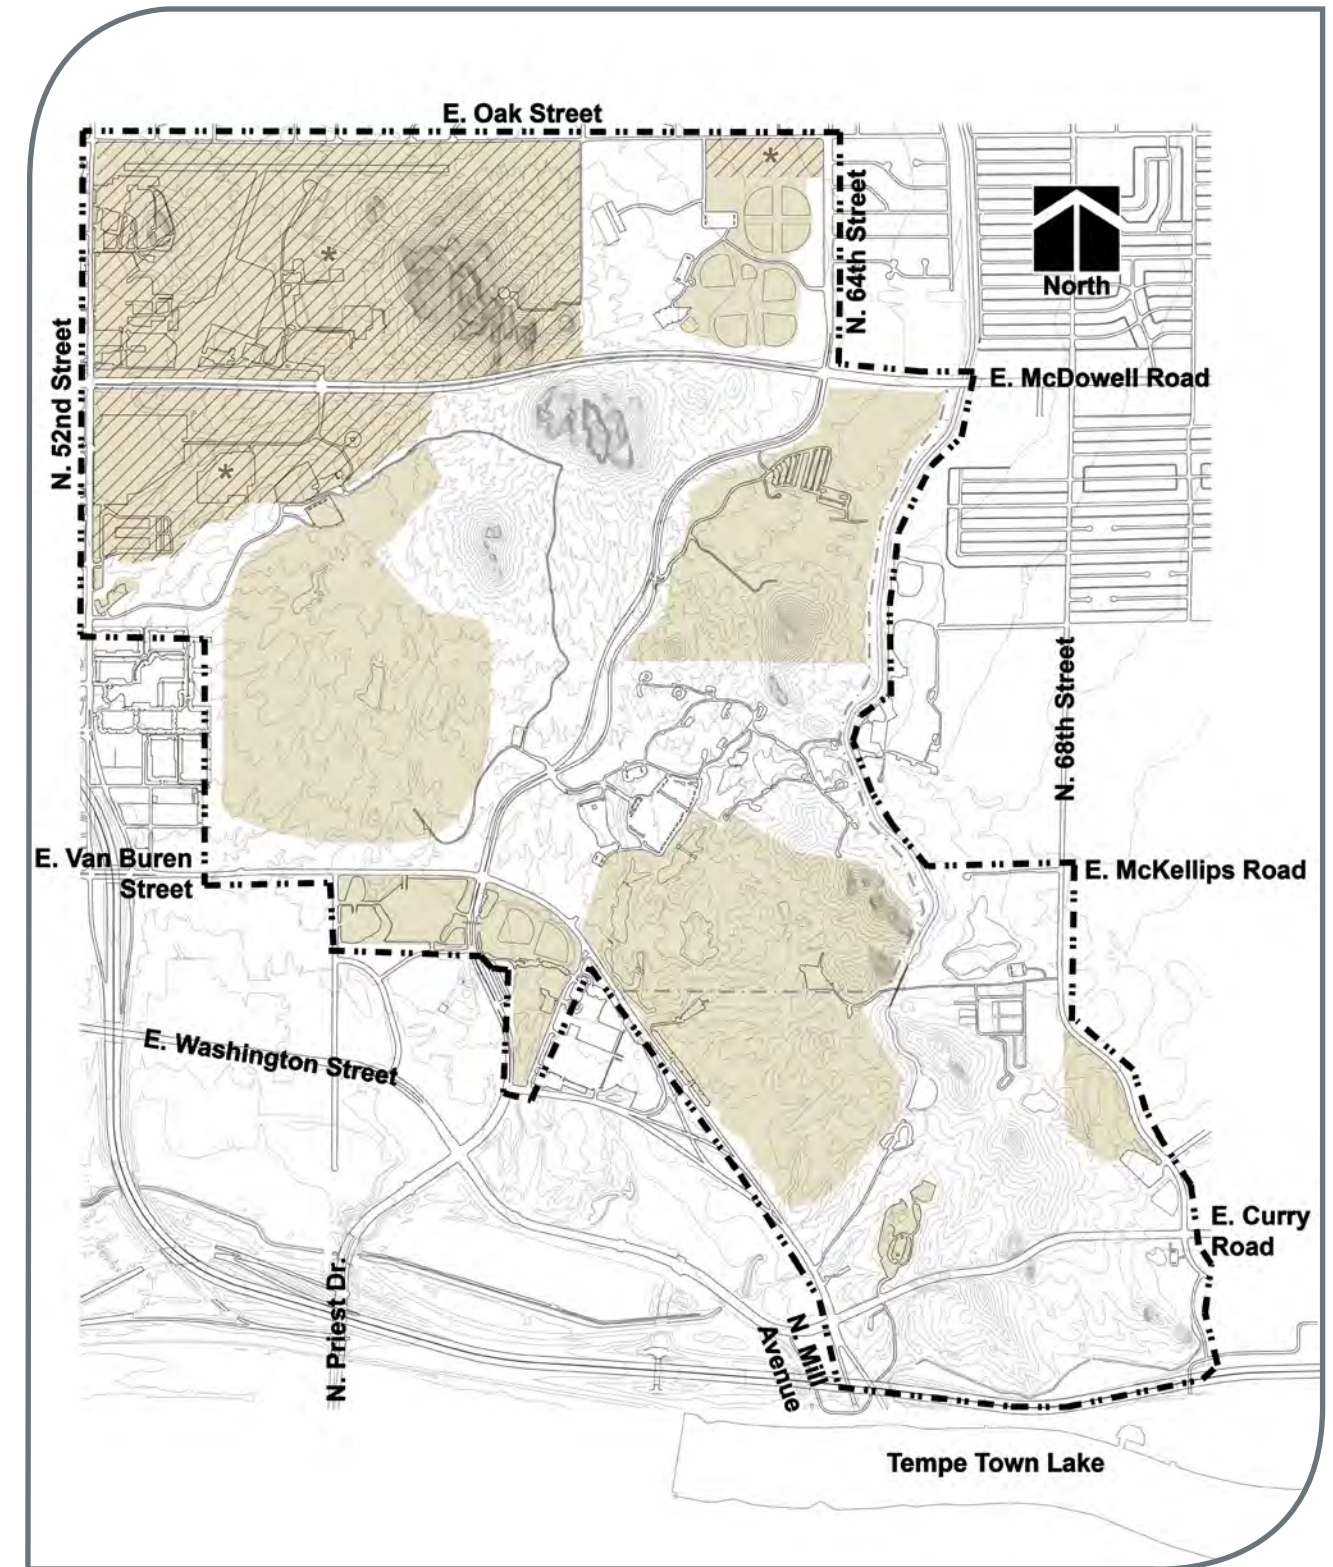 E. Oak Street
*
N. 64th Street
*
North
N. 52nd Street
E. McDowell Road
*
N. 68th Street
E. Van Buren
Street
E. McKellips Road
E. Washington Street
E. Curry
Road
N. Priest Dr.
N. Mill
Avenue
Tempe Town Lake